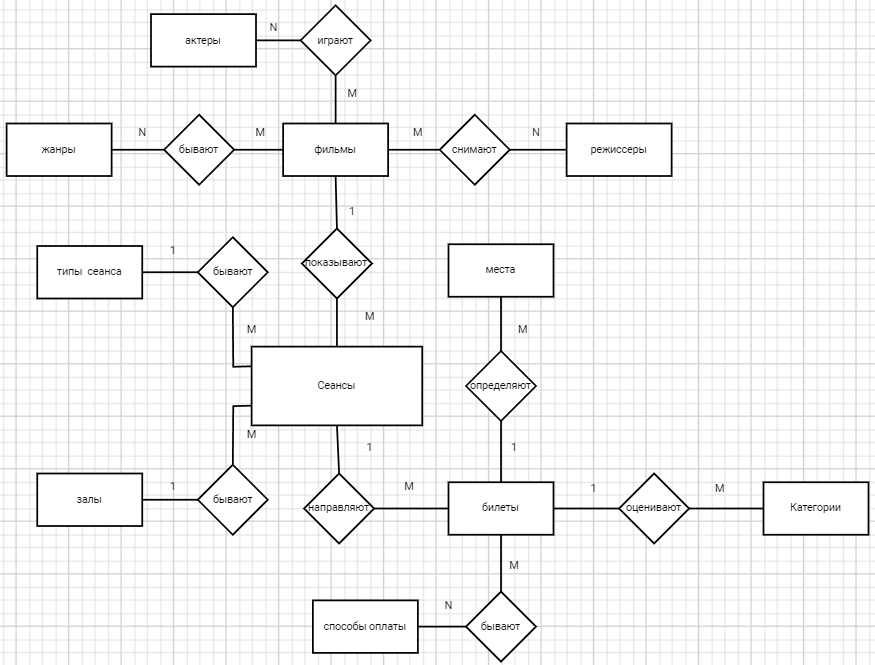 актеры
N
играют
M
жанры
N
бывают
M
фильмы
M
снимают
N
режиссеры
1
типы сеанса
1
бывают
показывают
места
M
M
M
Сеансы
определяют
M
1
1
залы
1
бывают
направляют
M
билеты
1
оценивают
M
Категории
M
способы оплаты
N
бывают